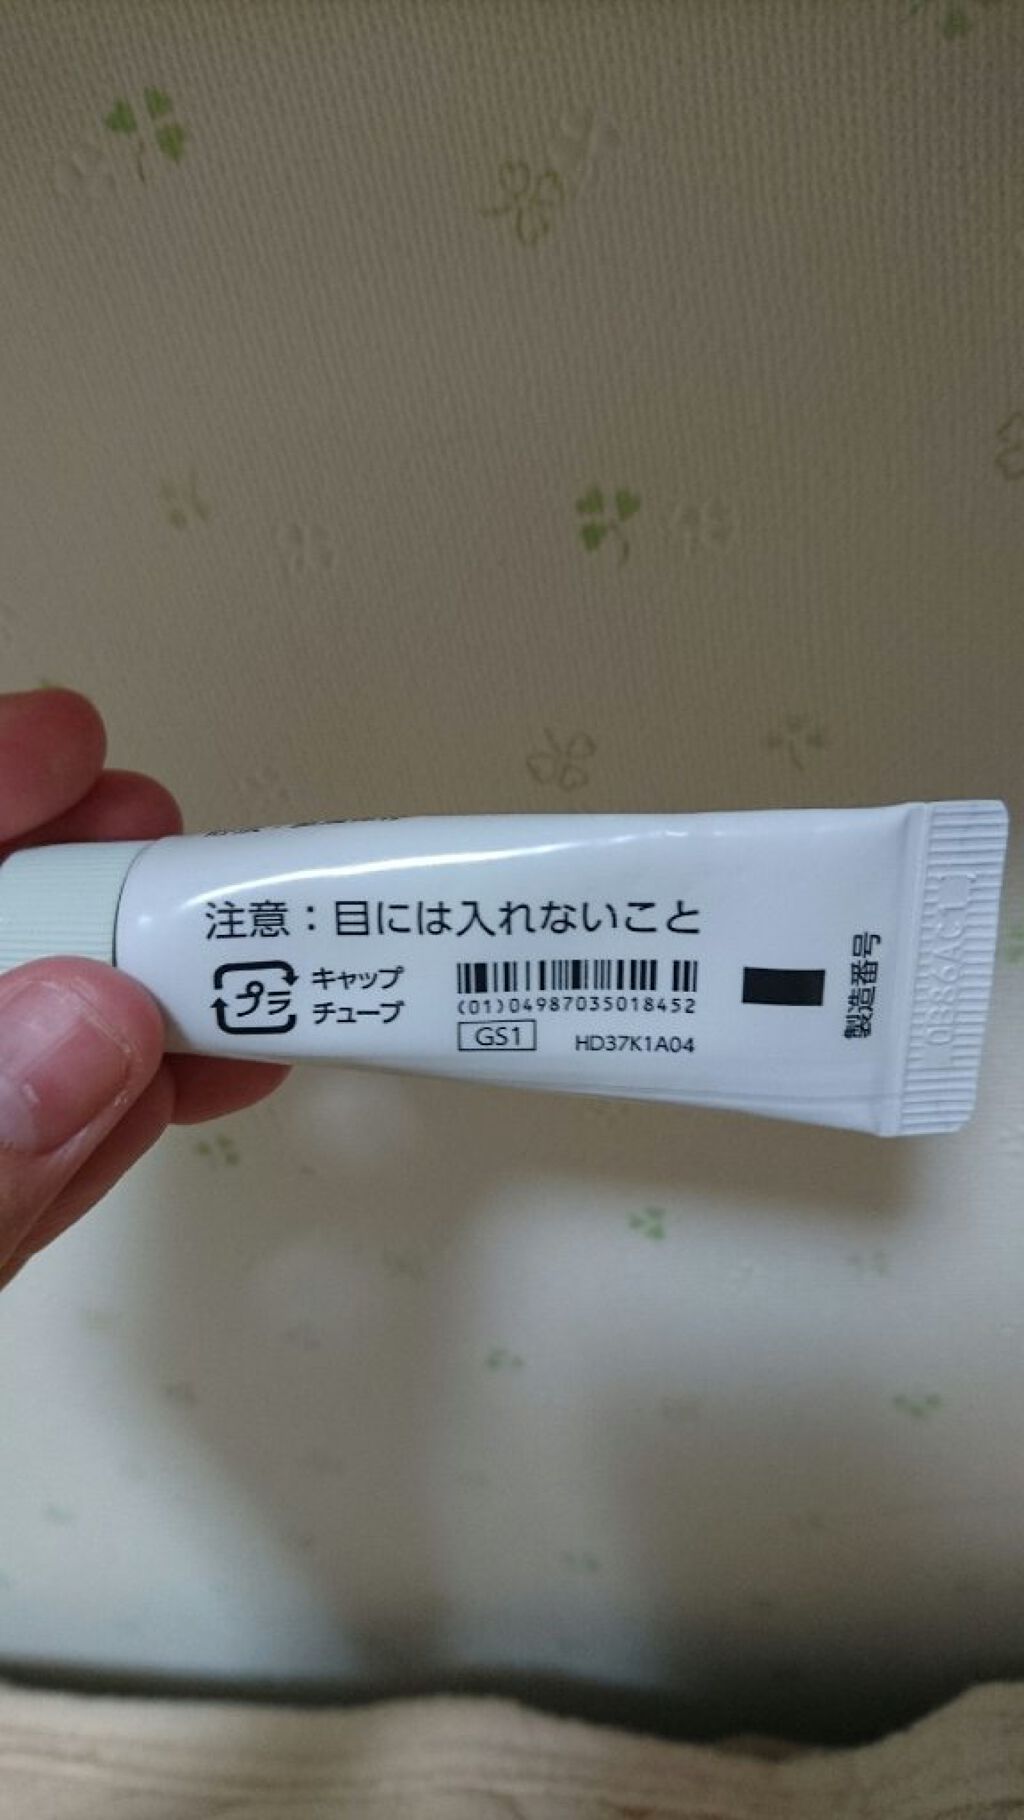 注意：目には入れないこと
プラ
キャップ
チューブ
(01)04987035018452
GS1
HD37K1A04
製造番号